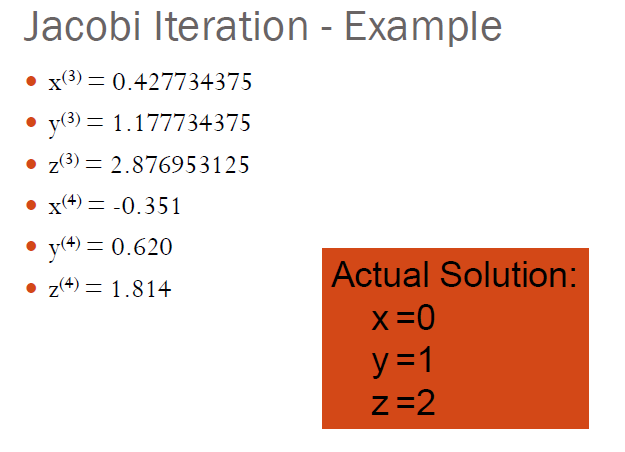 Jacobi Iteration - Example
• x⁽³⁾ = 0.427734375
• y⁽³⁾ = 1.177734375
• z⁽³⁾ = 2.876953125
• x⁽⁴⁾ = -0.351
• y⁽⁴⁾ = 0.620
• z⁽⁴⁾ = 1.814
Actual Solution:
x =0
y =1
z =2